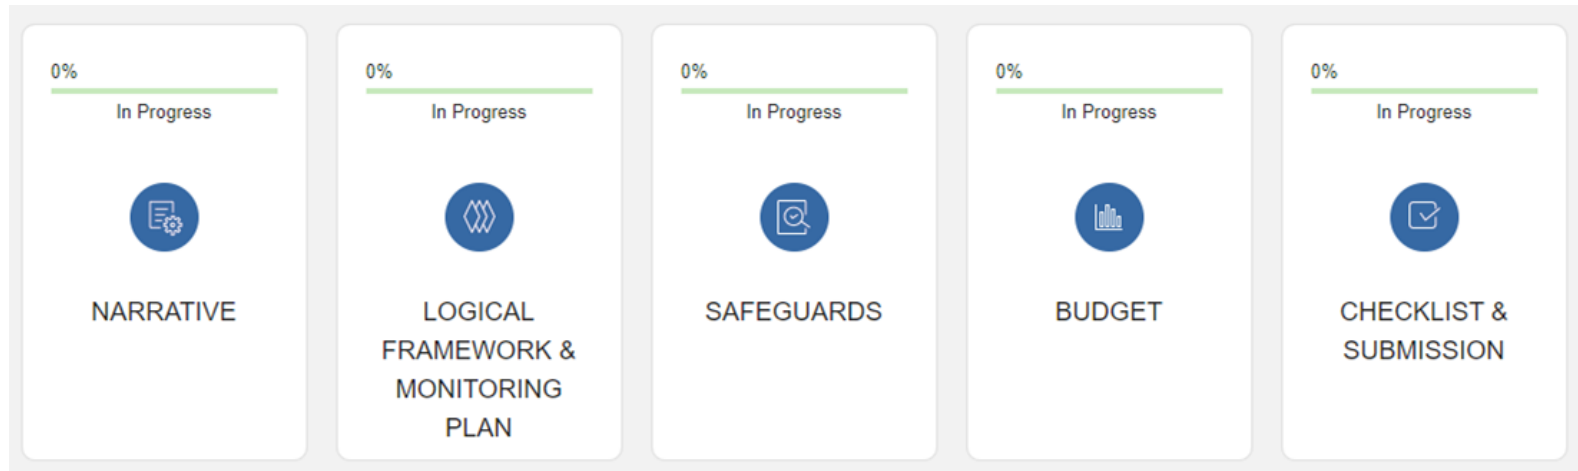 0%
In Progress
NARRATIVE
0%
In Progress
LOGICAL
FRAMEWORK &
MONITORING
PLAN
0%
In Progress
SAFEGUARDS
0%
In Progress
BUDGET
0%
In Progress
CHECKLIST &
SUBMISSION